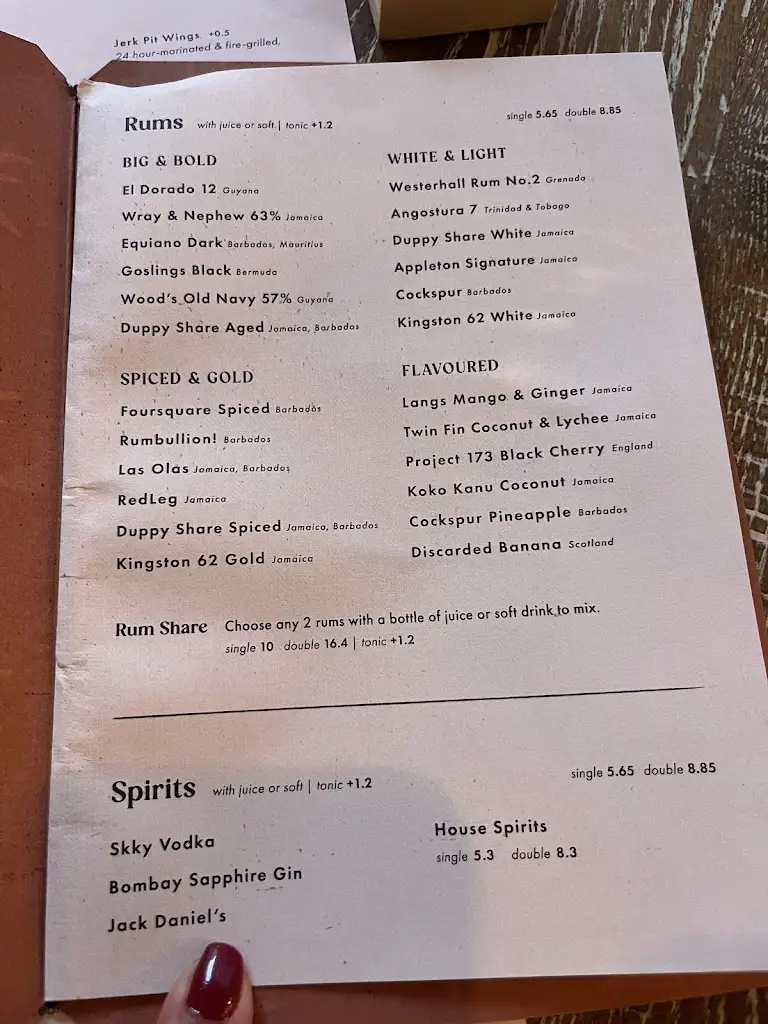 Jerk Pit Wings +0.5
24 hour-marinated & fire-grilled,
Rums with juice or soft | tonic +1.2
single 5.65 double 8.85
BIG & BOLD
El Dorado 12 Guyana
Wray & Nephew 63% Jamaica
Equiano Dark Barbados, Mauritius
Goslings Black Bermuda
Wood's Old Navy 57% Guyana
Duppy Share Aged Jamaica, Barbados
WHITE & LIGHT
Westerhall Rum No.2 Grenada
Angostura 7 Trinidad & Tobago
Duppy Share White Jamaica
Appleton Signature Jamaica
Cockspur Barbados
Kingston 62 White Jamaica
SPICED & GOLD
Foursquare Spiced Barbados
Rumbullion! Barbados
Las Olas Jamaica, Barbados
RedLeg Jamaica
Duppy Share Spiced Jamaica, Barbados
Kingston 62 Gold Jamaica
FLAVOURED
Langs Mango & Ginger Jamaica
Twin Fin Coconut & Lychee Jamaica
Project 173 Black Cherry England
Koko Kanu Coconut Jamaica
Cockspur Pineapple Barbados
Discarded Banana Scotland
Rum Share Choose any 2 rums with a bottle of juice or soft drink to mix.
single 10 double 16.4 | tonic +1.2
Spirits with juice or soft | tonic +1.2
single 5.65 double 8.85
Skky Vodka
Bombay Sapphire Gin
Jack Daniel's
House Spirits
single 5.3 double 8.3